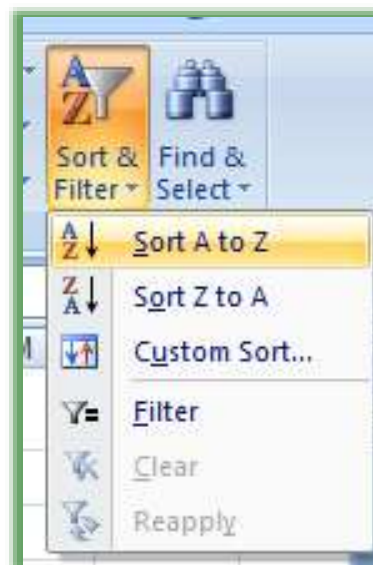 Sort & Find &
Filter Select
Sort A to Z
Sort Z to A
Custom Sort...
Filter
Clear
Reapply